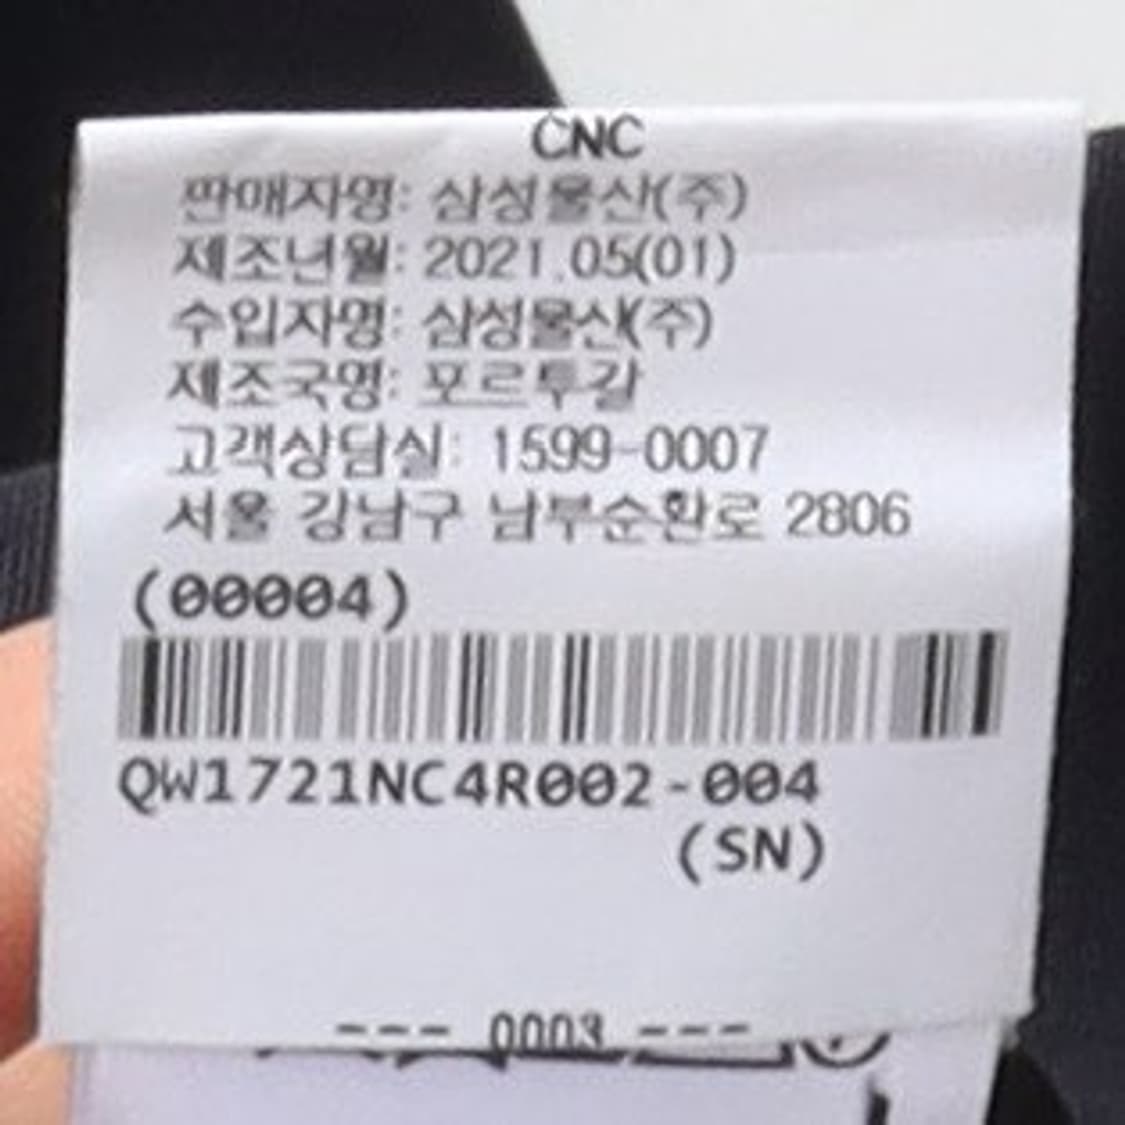 CNC
판매자명: 삼성물산(주)
제조년월: 2021.05(01)
수입자명: 삼성물산(주)
제조국명: 포르투갈
고객상담실: 1599-0007
서울 강남구 남부순환로 2806
(00004)
QW1721NC4R002-004
(SN)
--- 0003 ---